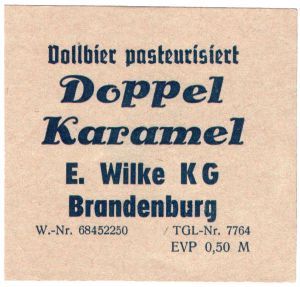 Vollbier pasteurisiert
Doppel
Karamel
E. Wilke KG
Brandenburg
W.-Nr. 68452250 / TGL-Nr. 7764
EVP 0,50 M